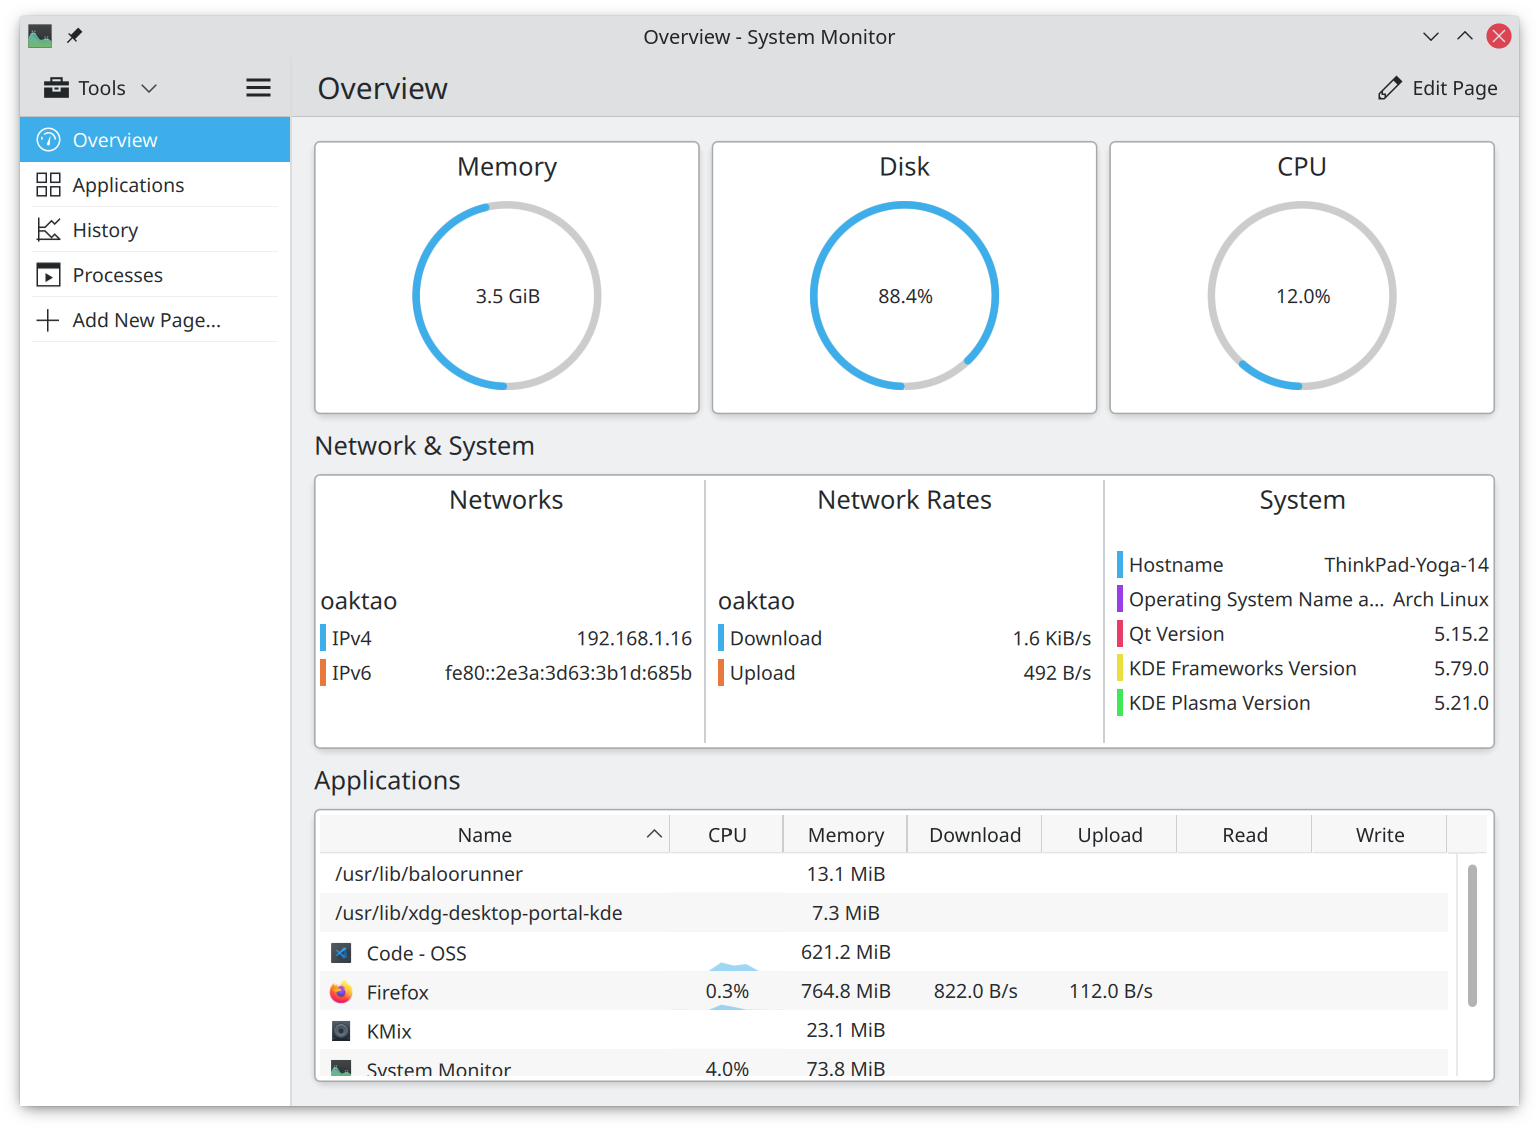 Overview - System Monitor
Tools
Overview
Edit Page
Overview
Applications
History
Processes
Add New Page...
Memory
3.5 GiB
Disk
88.4%
CPU
12.0%
Network & System
Networks
oaktao
IPv4 192.168.1.16
IPv6 fe80::2e3a:3d63:3b1d:685b
Network Rates
oaktao
Download 1.6 KiB/s
Upload 492 B/s
System
Hostname ThinkPad-Yoga-14
Operating System Name a... Arch Linux
Qt Version 5.15.2
KDE Frameworks Version 5.79.0
KDE Plasma Version 5.21.0
Applications
Name CPU Memory Download Upload Read Write
/usr/lib/baloorunner 13.1 MiB
/usr/lib/xdg-desktop-portal-kde 7.3 MiB
Code - OSS 621.2 MiB
Firefox 0.3% 764.8 MiB 822.0 B/s 112.0 B/s
KMix 23.1 MiB
System Monitor 4.0% 73.8 MiB